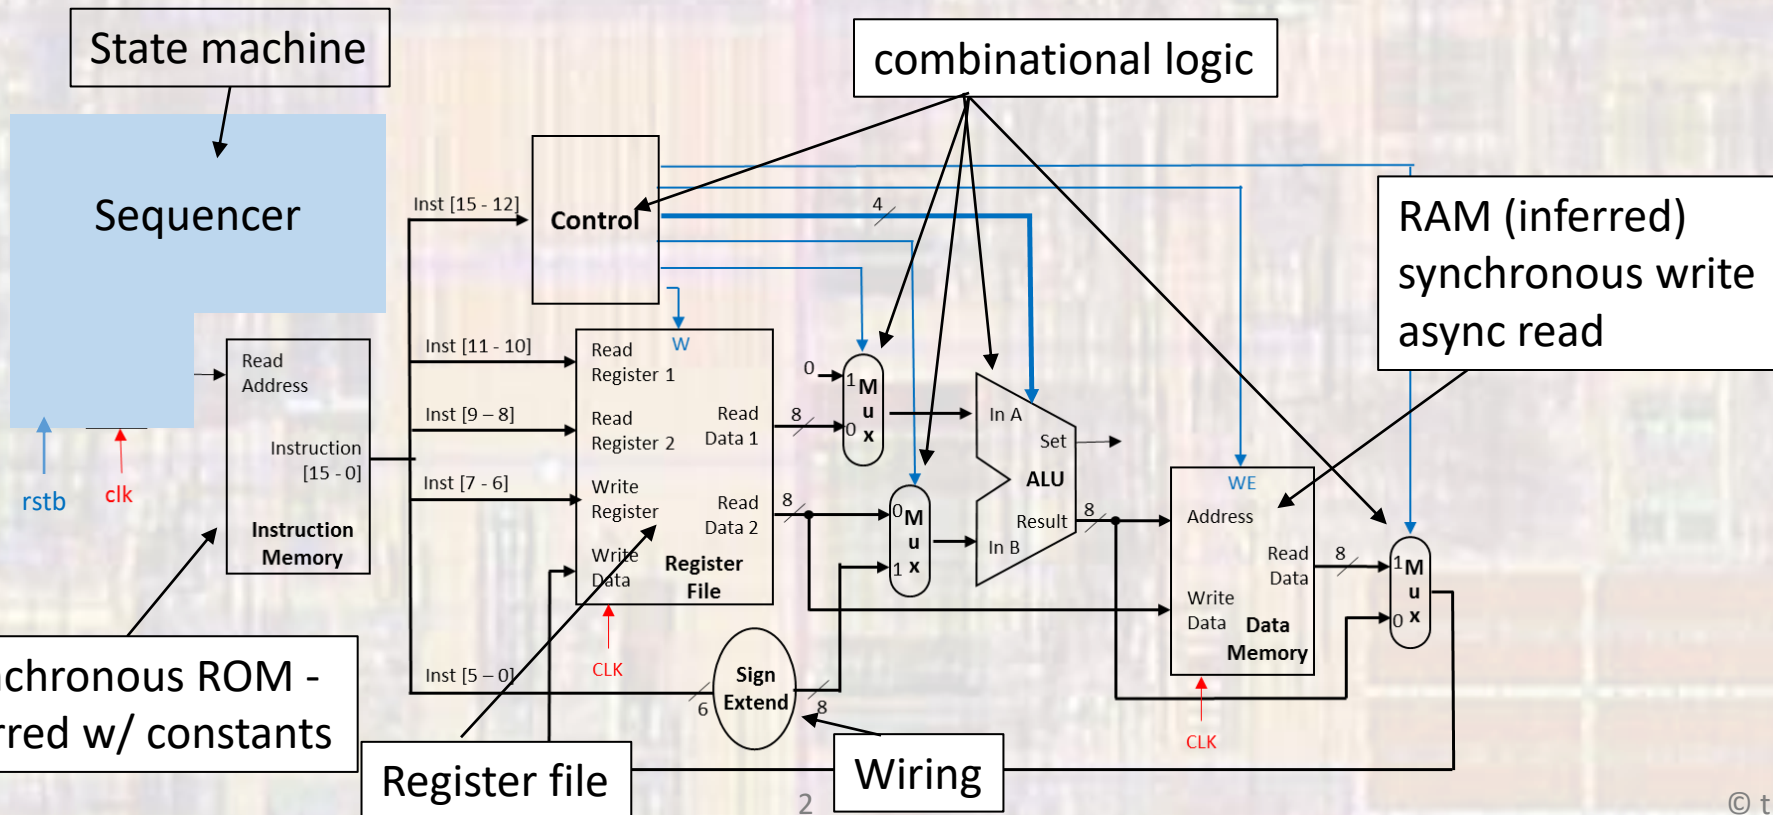 State machine
combinational logic
Sequencer
Inst [15 - 12]
Control
4
RAM (inferred)
synchronous write
async read
rstb
clk
Read
Address
Instruction
[15 - 0]
Instruction
Memory
Inst [11 - 10]
Inst [9 – 8]
Inst [7 - 6]
Inst [5 – 0]
W
Read
Register 1
Read
Register 2
Write
Register
Write
Data
Read
Data 1
Read
Data 2
Register
File
CLK
8
8
0
1
0
M
u
x
0
1
M
u
x
In A
In B
Set
ALU
Result
8
WE
Address
Read
Data
Write
Data
Data
Memory
CLK
8
1
0
M
u
x
6
Sign
Extend
8
ROM -
w/ constants
Register file
Wiring
2
©